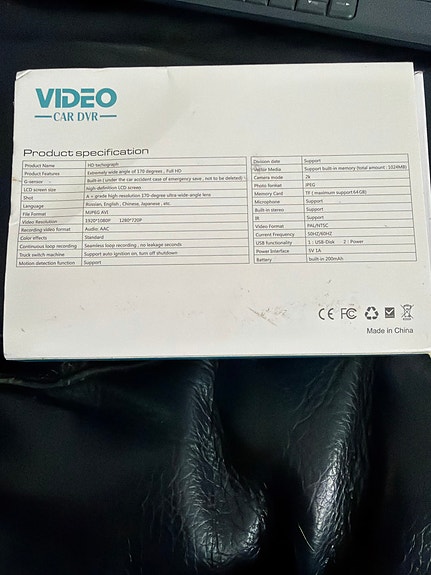 VIDEO
CAR DVR
Product specification
Product Name HD tachograph
Product Features Extremely wide angle of 170 degrees , Full HD
G-sensor Built-in ( under the car accident case of emergency save , not to be deleted)
LCD screen size high-definition LCD screen
Shot A + grade high resolution 170-degree ultra wide-angle lens
Language Russian, English , Chinese, Japanese , etc.
File Format MJPEG AVI
Video Resolution 1920*1080P 1280*720P
Recording video format Audio: AAC
Color effects Standard
Continuous loop recording Seamless loop recording , no leakage seconds
Truck switch machine Support auto ignition on, turn off shutdown
Motion detection function Support
Division date Support
Vector Media Support built-in memory (total amount : 1024MB)
Camera mode 2k
Photo format JPEG
Memory Card TF ( maximum support 64GB)
Microphone Support
Built-in stereo Support
IR Support
Video Format PAL/NTSC
Current Frequency 50HZ/60HZ
USB functionality 1 : USB-Disk 2 : Power
Power Interface 5V 1A
Battery built-in 200mAh
CE FC
Made in China